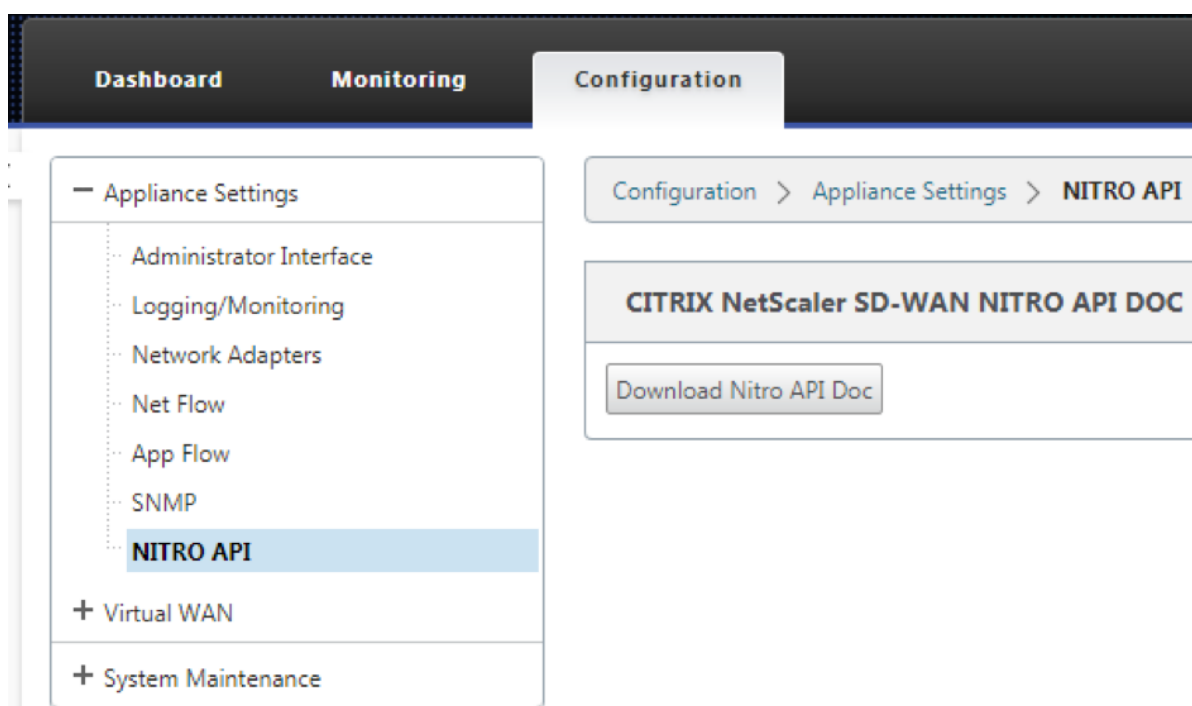 Dashboard Monitoring Configuration
Appliance Settings
Administrator Interface
Logging/Monitoring
Network Adapters
Net Flow
App Flow
SNMP
NITRO API
Virtual WAN
System Maintenance
Configuration > Appliance Settings > NITRO API
CITRIX NetScaler SD-WAN NITRO API DOC
Download Nitro API Doc